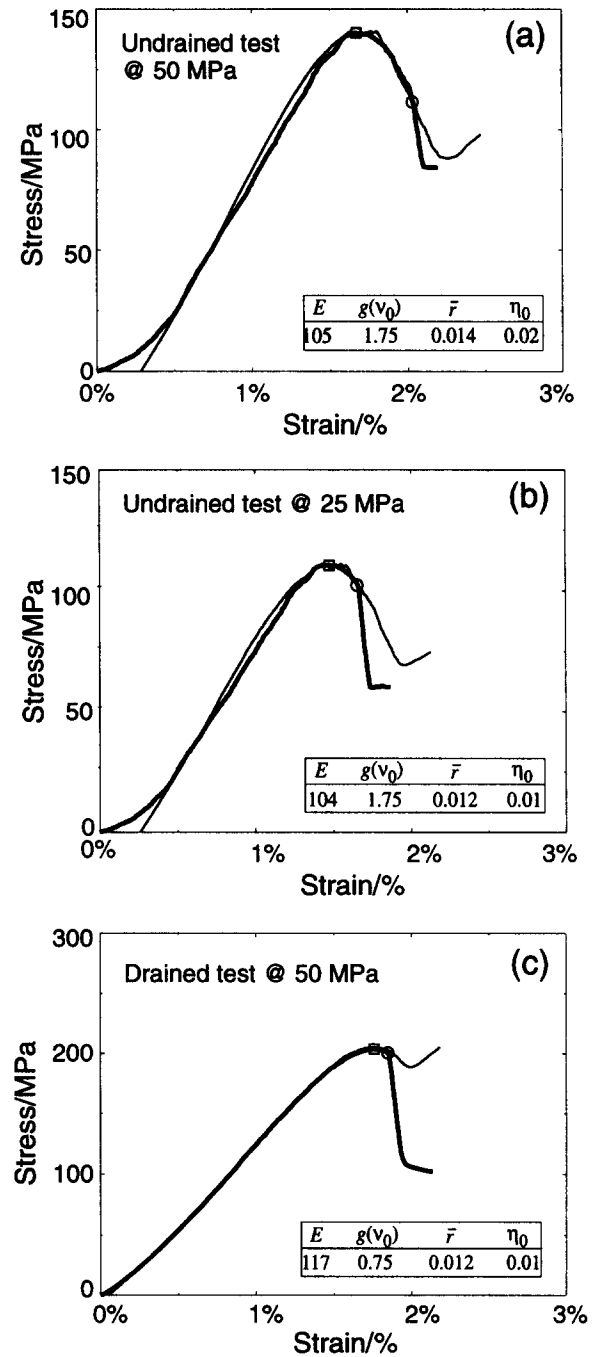 (a)
Undrained test
@ 50 MPa
150
100
50
0
Stress/MPa
E g(ν₀) r̄ η₀
105 1.75 0.014 0.02
0% 1% 2% 3%
Strain/%
(b)
Undrained test @ 25 MPa
150
100
50
0
Stress/MPa
E g(ν₀) r̄ η₀
104 1.75 0.012 0.01
0% 1% 2% 3%
Strain/%
(c)
Drained test @ 50 MPa
300
200
100
0
Stress/MPa
E g(ν₀) r̄ η₀
117 0.75 0.012 0.01
0% 1% 2% 3%
Strain/%